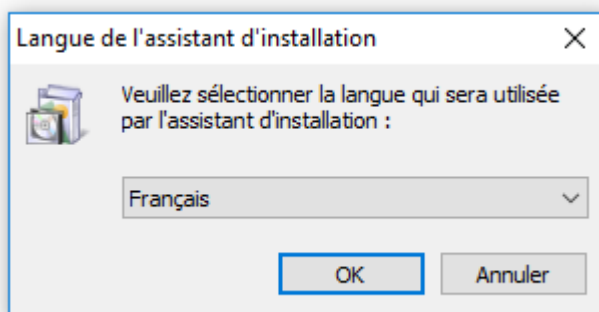 Langue de l'assistant d'installation
Veuillez sélectionner la langue qui sera utilisée
par l'assistant d'installation :
Français
OK
Annuler